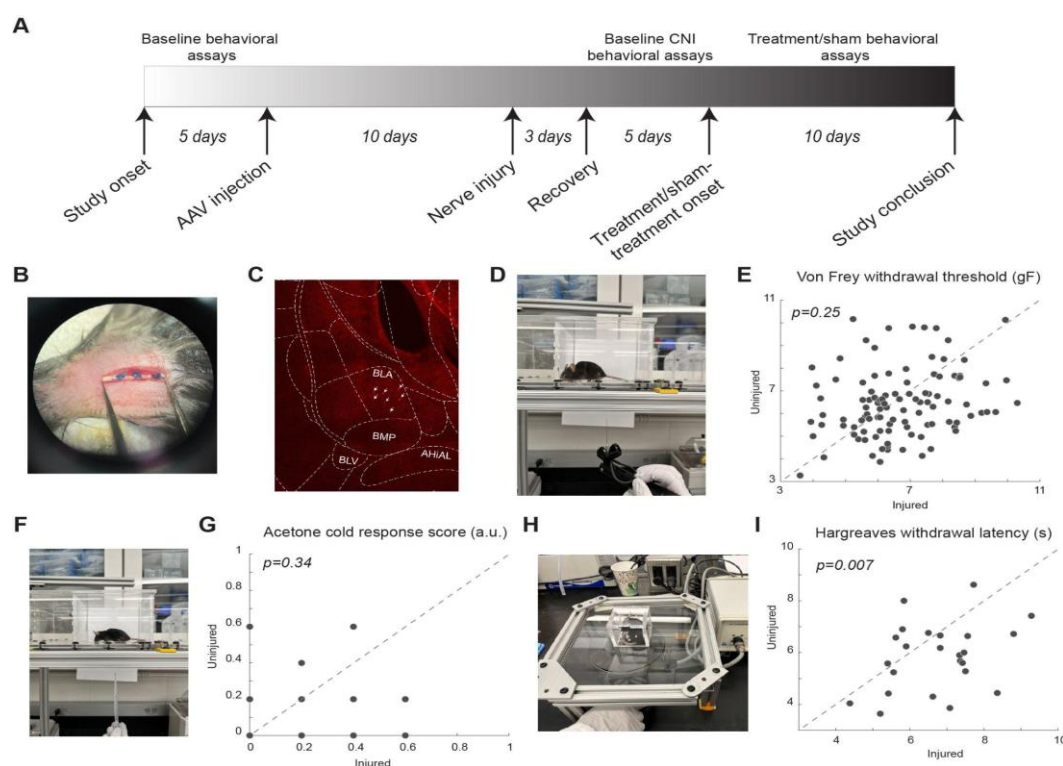 A
Baseline behavioral
assays
Baseline CNI
behavioral assays
Treatment/sham behavioral
assays
5 days
10 days
3 days
5 days
10 days
Study onset
AAV injection
Nerve injury
Recovery
Treatment/sham-
treatment onset
Study conclusion
B
C
BLA
BMP
BLV
AHiAL
D
E
Von Frey withdrawal threshold (gF)
p=0.25
11
7
3
Uninjured
3
7
11
Injured
F
G
Acetone cold response score (a.u.)
p=0.34
1
0.8
0.6
0.4
0.2
0
Uninjured
0
0.2
0.4
0.6
0.8
1
Injured
H
I
Hargreaves withdrawal latency (s)
p=0.007
10
8
6
4
Uninjured
4
6
8
10
Injured